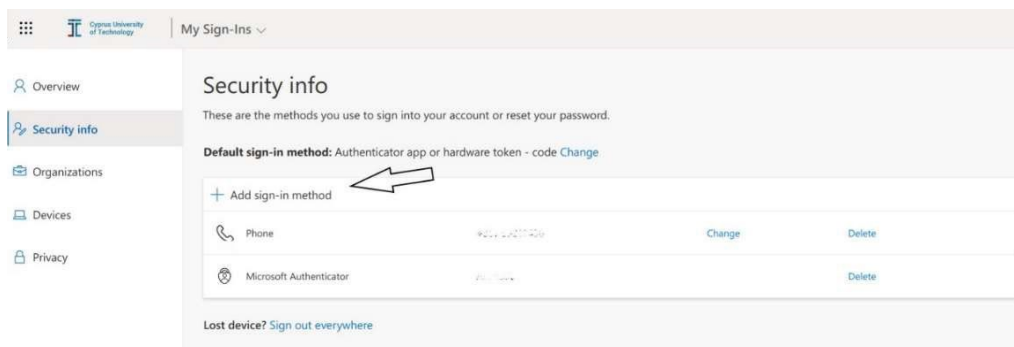 Cyprus University
of Technology
My Sign-Ins
Overview
Security info
Organizations
Devices
Privacy
Security info
These are the methods you use to sign into your account or reset your password.
Default sign-in method: Authenticator app or hardware token - code Change
+ Add sign-in method
Phone Change Delete
Microsoft Authenticator Delete
Lost device? Sign out everywhere